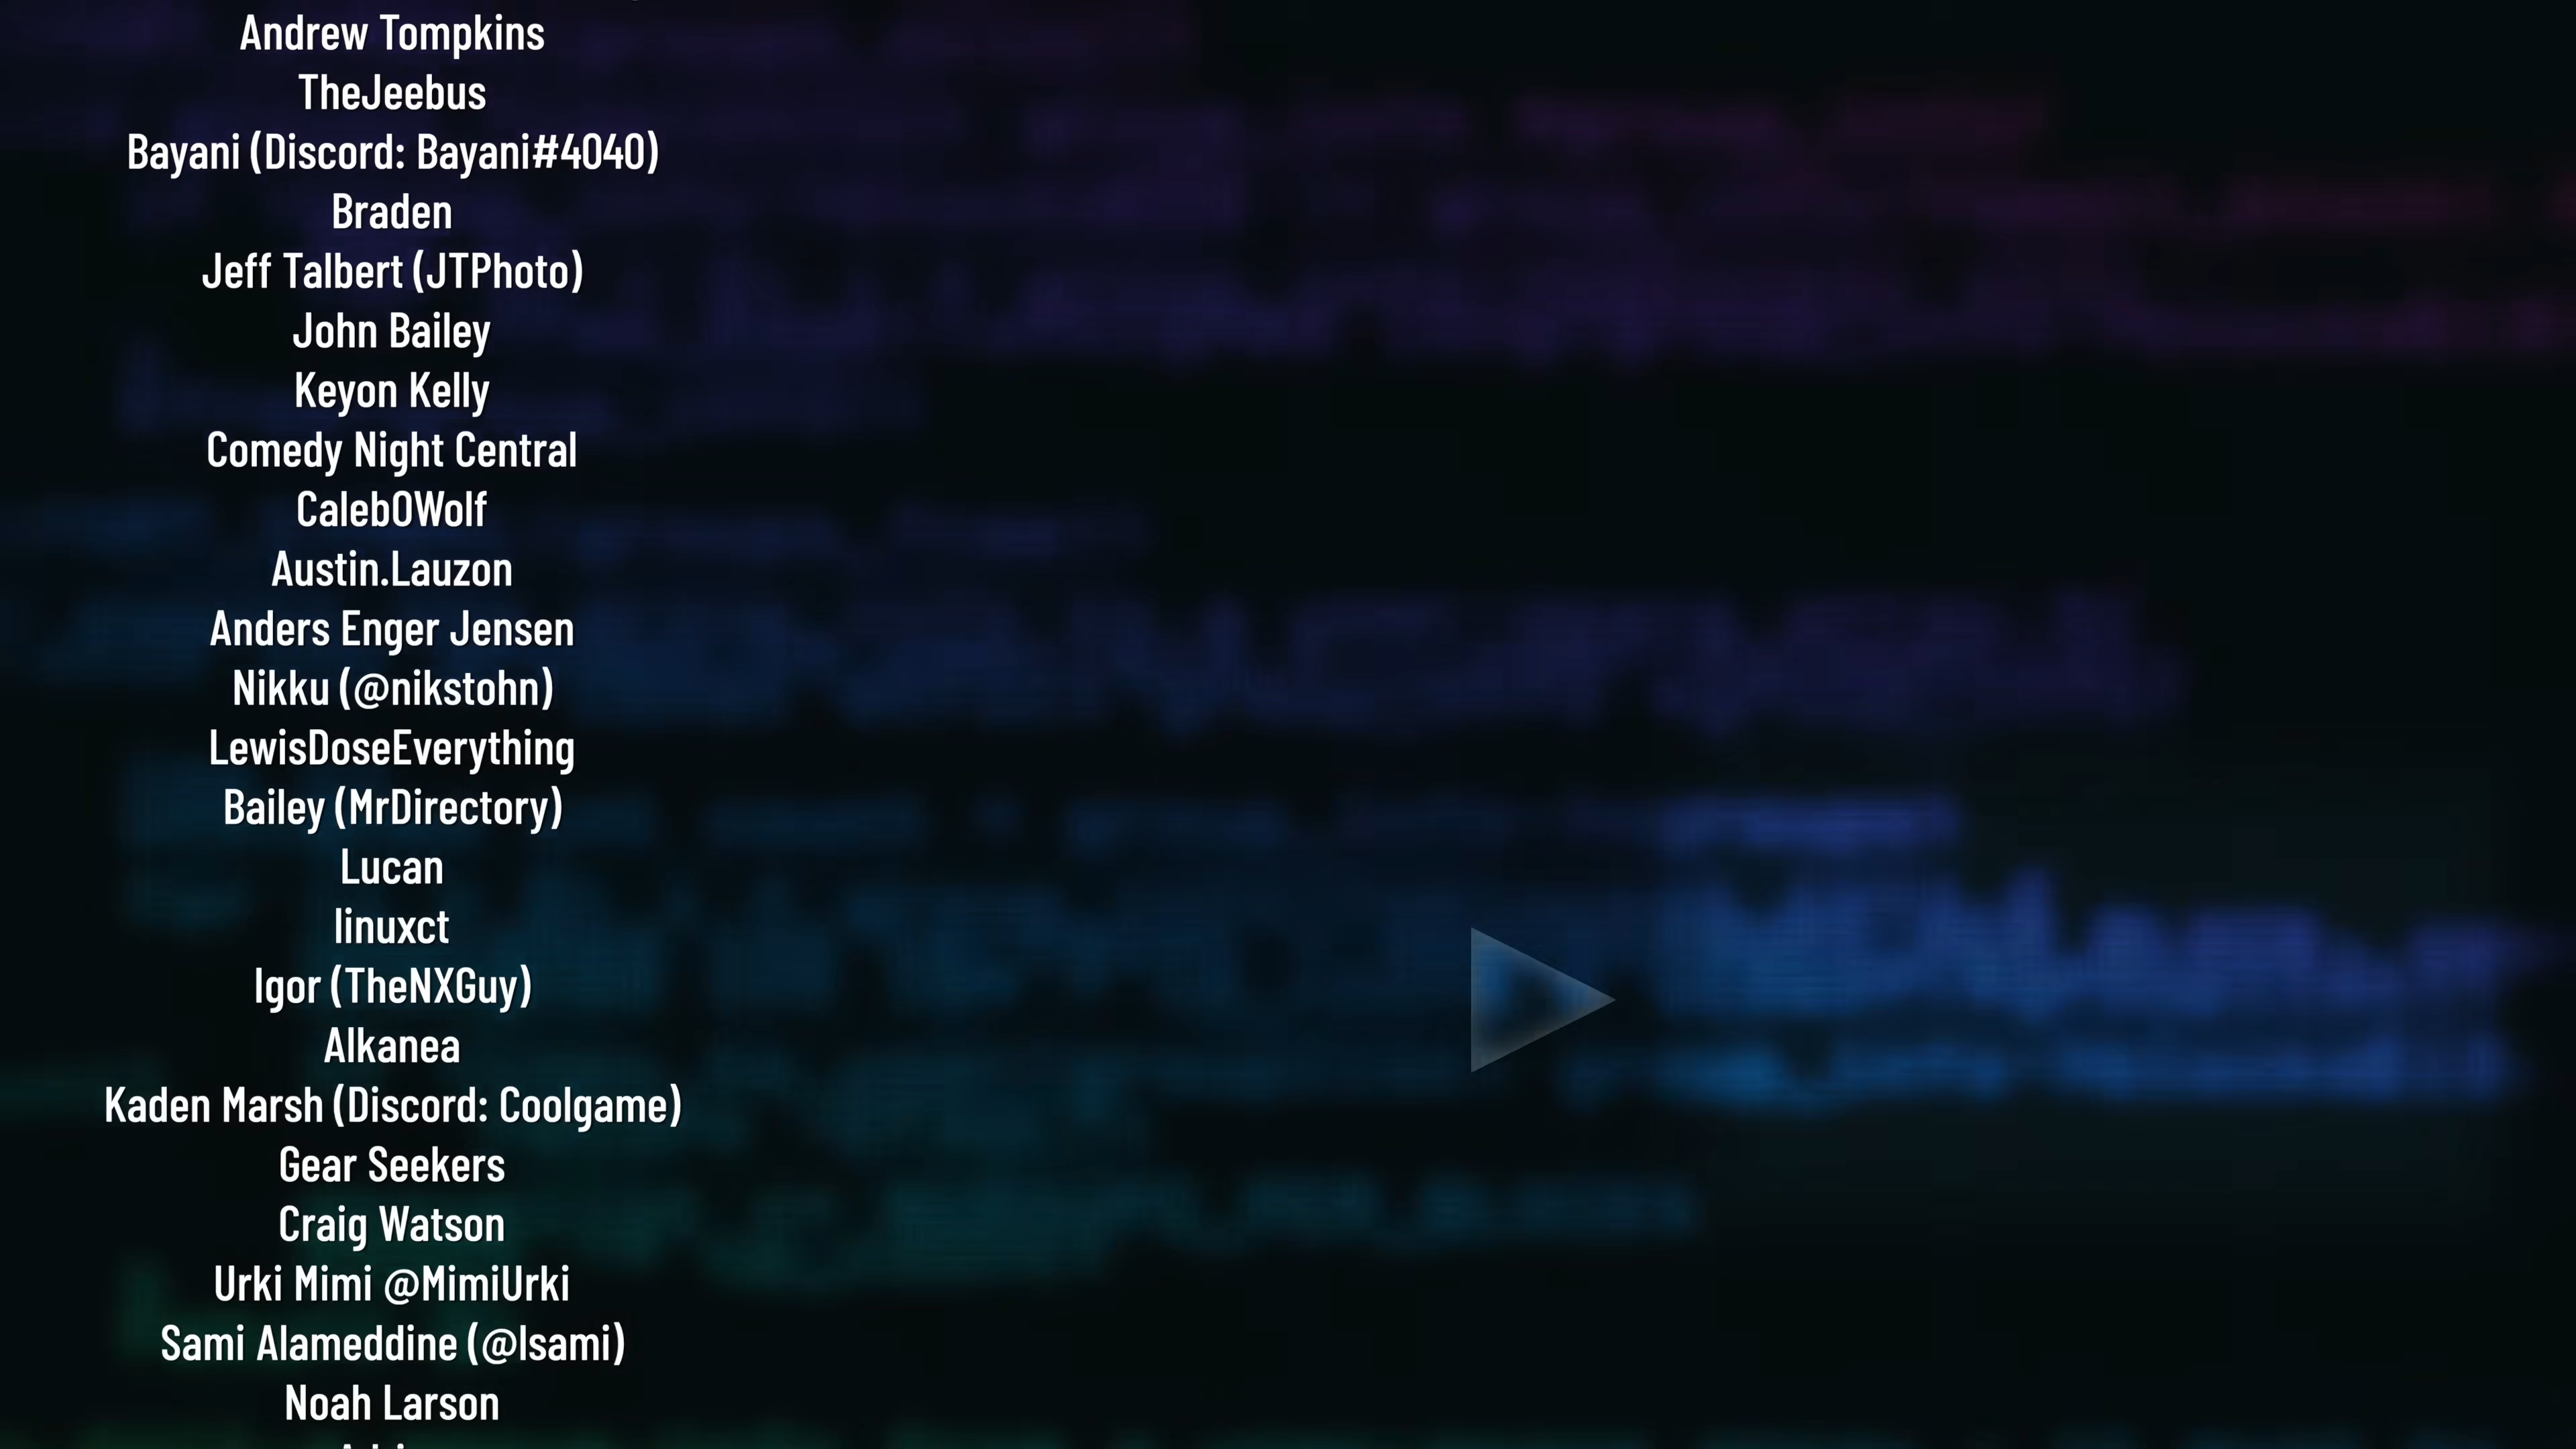 Andrew Tompkins
TheJeebus
Bayani (Discord: Bayani#4040)
Braden
Jeff Talbert (JTPhoto)
John Bailey
Keyon Kelly
Comedy Night Central
CalebOWolf
Austin.Lauzon
Anders Enger Jensen
Nikku (@nikstohn)
LewisDoseEverything
Bailey (MrDirectory)
Lucan
linuxct
Igor (TheNXGuy)
Alkanea
Kaden Marsh (Discord: Coolgame)
Gear Seekers
Craig Watson
Urki Mimi @MimiUrki
Sami Alameddine (@Isami)
Noah Larson